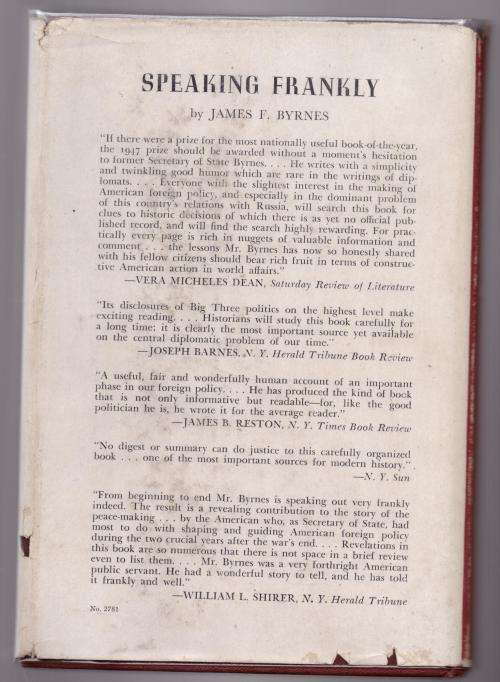 SPEAKING FRANKLY
by JAMES F. BYRNES
"If there were a prize for the most nationally useful book-of-the-year,
the 1947 prize should be awarded without a moment's hesitation
to former Secretary of State Byrnes. . . . He writes with a simplicity
and twinkling good humor which are rare in the writings of dip-
lomats. . . . Everyone with the slightest interest in the making of
American foreign policy, and especially in the dominant problem
of this country's relations with Russia, will search this book for
clues to historic decisions of which there is as yet no official pub-
lished record, and will find the search highly rewarding. For prac-
tically every page is rich in nuggets of valuable information and
comment . . . the lessons Mr. Byrnes has now so honestly shared
with his fellow citizens should bear rich fruit in terms of construc-
tive American action in world affairs."
—VERA MICHELES DEAN, Saturday Review of Literature
"Its disclosures of Big Three politics on the highest level make
exciting reading. . . . Historians will study this book carefully for
a long time; it is clearly the most important source yet available
on the central diplomatic problem of our time."
—JOSEPH BARNES, N. Y. Herald Tribune Book Review
"A useful, fair and wonderfully human account of an important
phase in our foreign policy. . . . He has produced the kind of book
that is not only informative but readable—for, like the good
politician he is, he wrote it for the average reader."
—JAMES B. RESTON, N. Y. Times Book Review
"No digest or summary can do justice to this carefully organized
book . . . one of the most important sources for modern history."
—N. Y. Sun
"From beginning to end Mr. Byrnes is speaking out very frankly
indeed. The result is a revealing contribution to the story of the
peace-making . . . by the American who, as Secretary of State, had
most to do with shaping and guiding American foreign policy
during the two crucial years after the war's end. . . . Revelations in
this book are so numerous that there is not space in a brief review
even to list them. . . . Mr. Byrnes was a very forthright American
public servant. He had a wonderful story to tell, and he has told
it frankly and well."
—WILLIAM L. SHIRER, N. Y. Herald Tribune
No. 2781